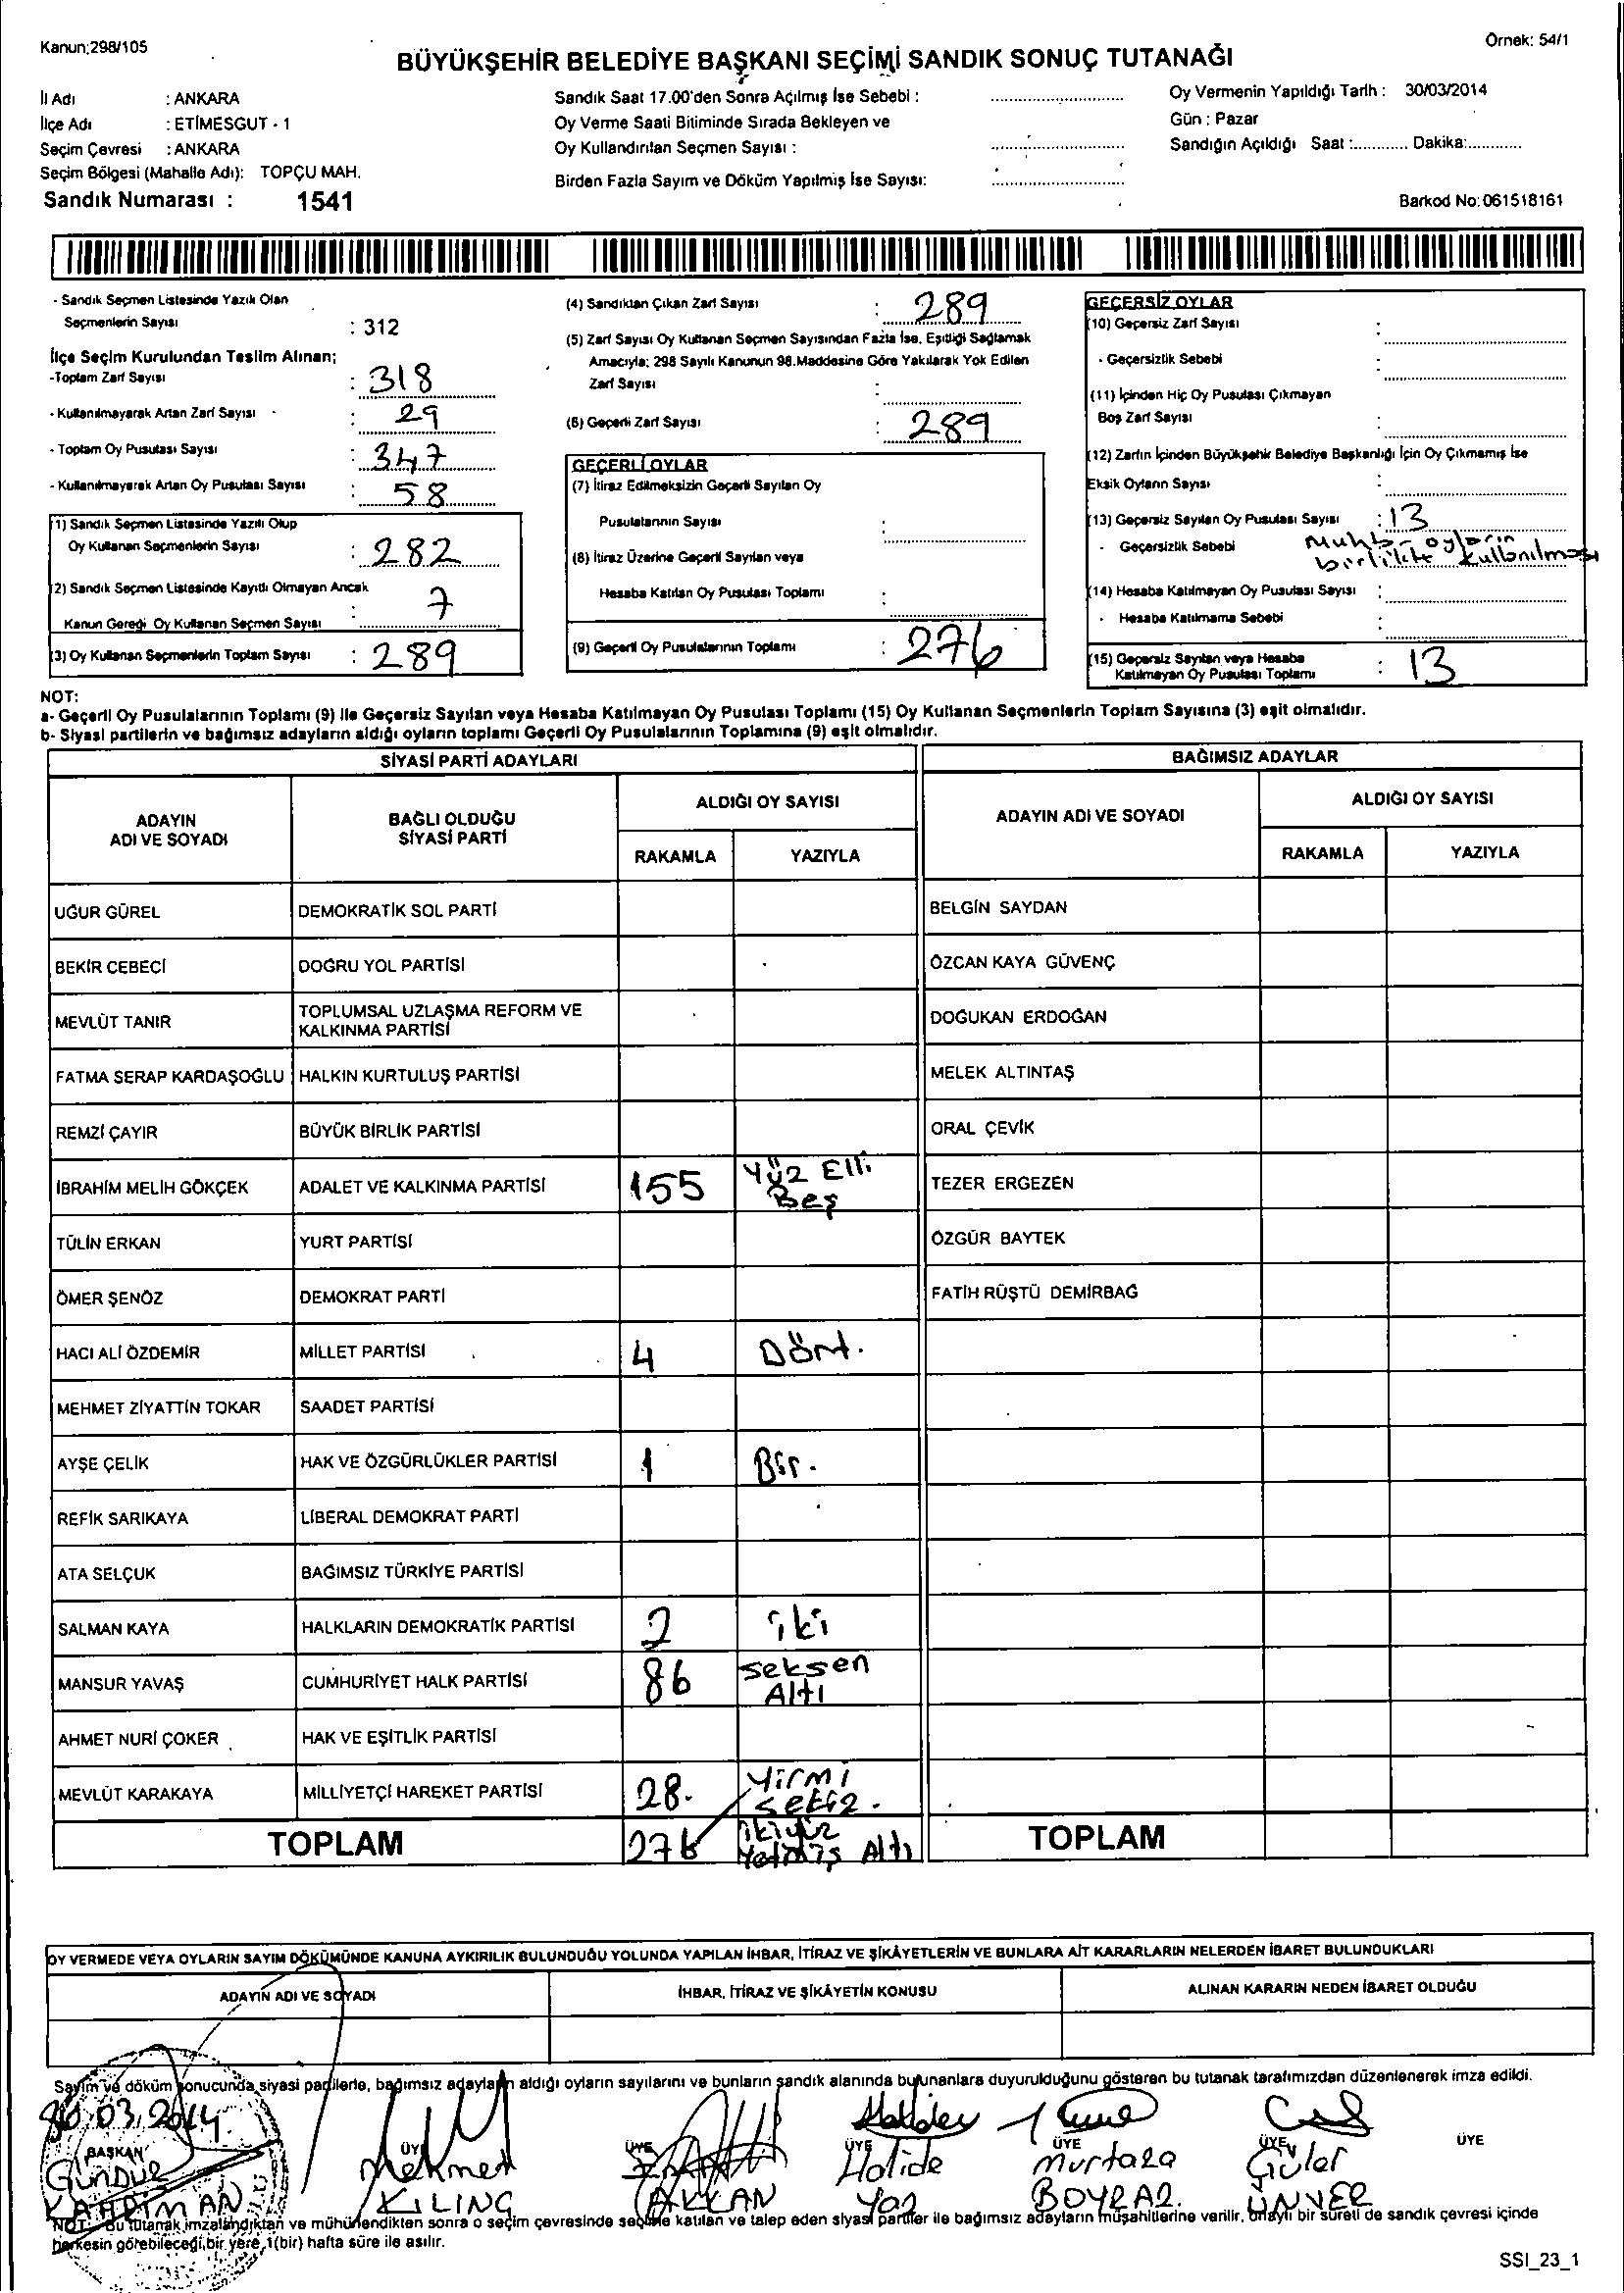 Kanun;298/105
Örnek: 54/1
BÜYÜKŞEHİR BELEDİYE BAŞKANI SEÇİMİ SANDIK SONUÇ TUTANAĞI
İl Adı : ANKARA
İlçe Adı : ETİMESGUT - 1
Seçim Çevresi : ANKARA
Seçim Bölgesi (Mahalle Adı): TOPÇU MAH.
Sandık Numarası : 1541
Sandık Saat 17.00'den Sonra Açılmış İse Sebebi :
Oy Verme Saati Bitiminde Sırada Bekleyen ve
Oy Kullandırılan Seçmen Sayısı :
Birden Fazla Sayım ve Döküm Yapılmış İse Sayısı:
Oy Vermenin Yapıldığı Tarih : 30/03/2014
Gün : Pazar
Sandığın Açıldığı Saat :............ Dakika:............
Barkod No:061518161
- Sandık Seçmen Listesinde Yazılı Olan
Seçmenlerin Sayısı : 312
İlçe Seçim Kurulundan Teslim Alınan;
-Toplam Zarf Sayısı : 318
- Kullanılmayarak Artan Zarf Sayısı : 29
- Toplam Oy Pusulası Sayısı : 347
- Kullanılmayarak Artan Oy Pusulası Sayısı : 58
(1) Sandık Seçmen Listesinde Yazılı Olup
Oy Kullanan Seçmenlerin Sayısı : 282
(2) Sandık Seçmen Listesinde Kayıtlı Olmayan Ancak
Kanun Gereği Oy Kullanan Seçmen Sayısı : 7
(3) Oy Kullanan Seçmenlerin Toplam Sayısı : 289
(4) Sandıktan Çıkan Zarf Sayısı : 289
(5) Zarf Sayısı Oy Kullanan Seçmen Sayısından Fazla İse, Eşitliği Sağlamak
Amacıyla; 298 Sayılı Kanunun 98.Maddesine Göre Yakılarak Yok Edilen
Zarf Sayısı :
(6) Geçerli Zarf Sayısı : 289
GEÇERLİ OYLAR
(7) İtiraz Edilmeksizin Geçerli Sayılan Oy
Pusulalarının Sayısı :
(8) İtiraz Üzerine Geçerli Sayılan veya
Hesaba Katılan Oy Pusulası Toplamı :
(9) Geçerli Oy Pusulalarının Toplamı : 276
GEÇERSİZ OYLAR
(10) Geçersiz Zarf Sayısı :
- Geçersizlik Sebebi :
(11) İçinden Hiç Oy Pusulası Çıkmayan
Boş Zarf Sayısı :
(12) Zarfın İçinden Büyükşehir Belediye Başkanlığı İçin Oy Çıkmamış İse
Eksik Oyların Sayısı :
(13) Geçersiz Sayılan Oy Pusulası Sayısı : 13
- Geçersizlik Sebebi Muhtar oyların
birlikte kullanılması
(14) Hesaba Katılmayan Oy Pusulası Sayısı :
- Hesaba Katılmama Sebebi :
(15) Geçersiz Sayılan veya Hesaba
Katılmayan Oy Pusulası Toplamı : 13
NOT:
a- Geçerli Oy Pusulalarının Toplamı (9) ile Geçersiz Sayılan veya Hesaba Katılmayan Oy Pusulası Toplamı (15) Oy Kullanan Seçmenlerin Toplam Sayısına (3) eşit olmalıdır.
b- Siyasi partilerin ve bağımsız adayların aldığı oyların toplamı Geçerli Oy Pusulalarının Toplamına (9) eşit olmalıdır.
SİYASİ PARTİ ADAYLARI
BAĞIMSIZ ADAYLAR
ADAYIN
ADI VE SOYADI
BAĞLI OLDUĞU
SİYASİ PARTİ
ALDIĞI OY SAYISI
RAKAMLA YAZIYLA
ADAYIN ADI VE SOYADI
ALDIĞI OY SAYISI
RAKAMLA YAZIYLA
UĞUR GÜREL DEMOKRATİK SOL PARTİ BELGİN SAYDAN
BEKİR CEBECİ DOĞRU YOL PARTİSİ ÖZCAN KAYA GÜVENÇ
MEVLÜT TANIR TOPLUMSAL UZLAŞMA REFORM VE
KALKINMA PARTİSİ DOĞUKAN ERDOĞAN
FATMA SERAP KARDAŞOĞLU HALKIN KURTULUŞ PARTİSİ MELEK ALTINTAŞ
REMZİ ÇAYIR BÜYÜK BİRLİK PARTİSİ ORAL ÇEVİK
İBRAHİM MELİH GÖKÇEK ADALET VE KALKINMA PARTİSİ 155 Yüz Elli
Beş TEZER ERGEZEN
TÜLİN ERKAN YURT PARTİSİ ÖZGÜR BAYTEK
ÖMER ŞENÖZ DEMOKRAT PARTİ FATİH RÜŞTÜ DEMİRBAĞ
HACI ALİ ÖZDEMİR MİLLET PARTİSİ 4 Dört.
MEHMET ZİYATTİN TOKAR SAADET PARTİSİ
AYŞE ÇELİK HAK VE ÖZGÜRLÜKLER PARTİSİ 1 Bir.
REFİK SARIKAYA LİBERAL DEMOKRAT PARTİ
ATA SELÇUK BAĞIMSIZ TÜRKİYE PARTİSİ
SALMAN KAYA HALKLARIN DEMOKRATİK PARTİSİ 2 iki
MANSUR YAVAŞ CUMHURİYET HALK PARTİSİ 86 Seksen
Altı
AHMET NURİ ÇOKER HAK VE EŞİTLİK PARTİSİ
MEVLÜT KARAKAYA MİLLİYETÇİ HAREKET PARTİSİ 28. Yirmi
Sekiz.
TOPLAM 276 ikiyüz
Yetmiş Altı TOPLAM
OY VERMEDE VEYA OYLARIN SAYIM DÖKÜMÜNDE KANUNA AYKIRILIK BULUNDUĞU YOLUNDA YAPILAN İHBAR, İTİRAZ VE ŞİKÂYETLERİN VE BUNLARA AİT KARARLARIN NELERDEN İBARET BULUNDUKLARI
ADAYIN ADI VE SOYADI İHBAR, İTİRAZ VE ŞİKÂYETİN KONUSU ALINAN KARARIN NEDEN İBARET OLDUĞU
Sayım ve döküm sonucunda siyasi partilerle, bağımsız adayların aldığı oyların sayılarını ve bunların sandık alanında bulunanlara duyurulduğunu gösteren bu tutanak tarafımızdan düzenlenerek imza edildi.
30.03.2014
BAŞKAN ÜYE ÜYE ÜYE ÜYE ÜYE ÜYE
Gündüz Mehmet Halide Murtaza Güler
KAHRİMAN KILINÇ AKKAN YAZ BOYRAZ. ÜNVER
NOT: Bu tutanak imzalandıktan ve mühürlendikten sonra o seçim çevresinde seçime katılan ve talep eden siyasi partiler ile bağımsız adayların müşahitlerine verilir, onaylı bir süreti de sandık çevresi içinde
herkesin görebileceği bir yere 1(bir) hafta süre ile asılır.
SSI_23_1